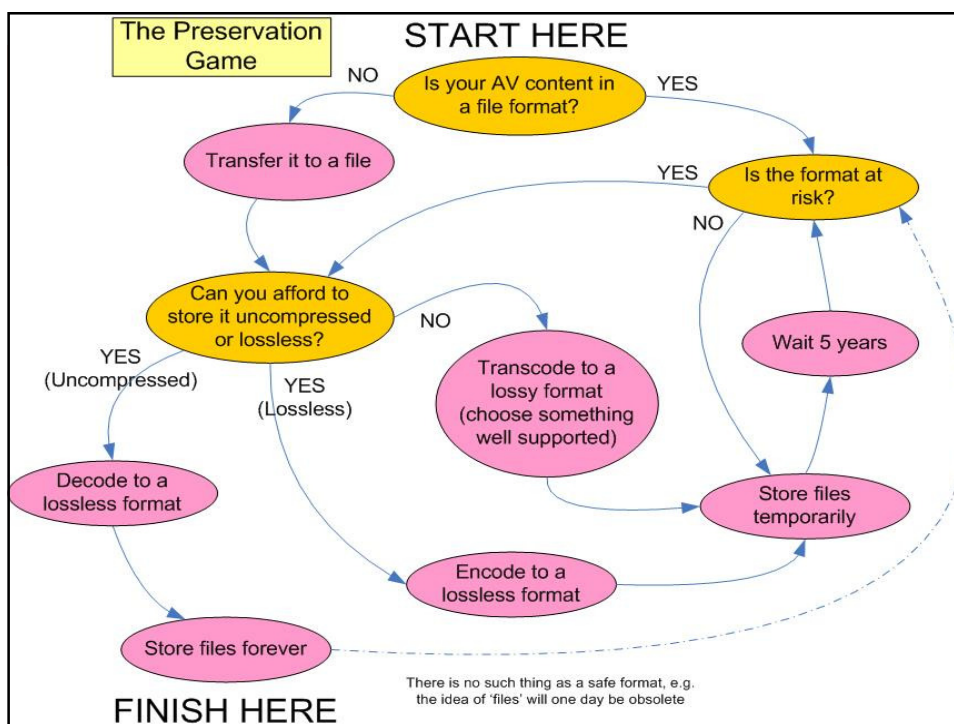 The Preservation
Game
START HERE
NO
Is your AV content in
a file format?
YES
Transfer it to a file
YES
Is the format at
risk?
NO
Can you afford to
store it uncompressed
or lossless?
NO
Wait 5 years
YES
(Uncompressed)
YES
(Lossless)
Transcode to a
lossy format
(choose something
well supported)
Decode to a
lossless format
Store files
temporarily
Encode to a
lossless format
Store files forever
There is no such thing as a safe format, e.g.
the idea of ‘files’ will one day be obsolete
FINISH HERE